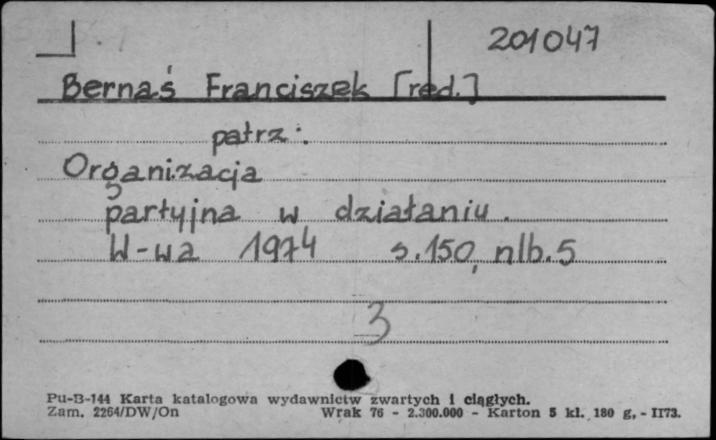 201047
Bernaś Franciszek [red.]
patrz:
Organizacja
partyjna w działaniu.
W-wa 1974 s.150, nlb.5
3
Pu-B-144 Karta katalogowa wydawnictw zwartych i ciągłych.
Zam. 2264/DW/On Wrak 76 - 2.300.000 - Karton 5 kl. 180 g, - II73.